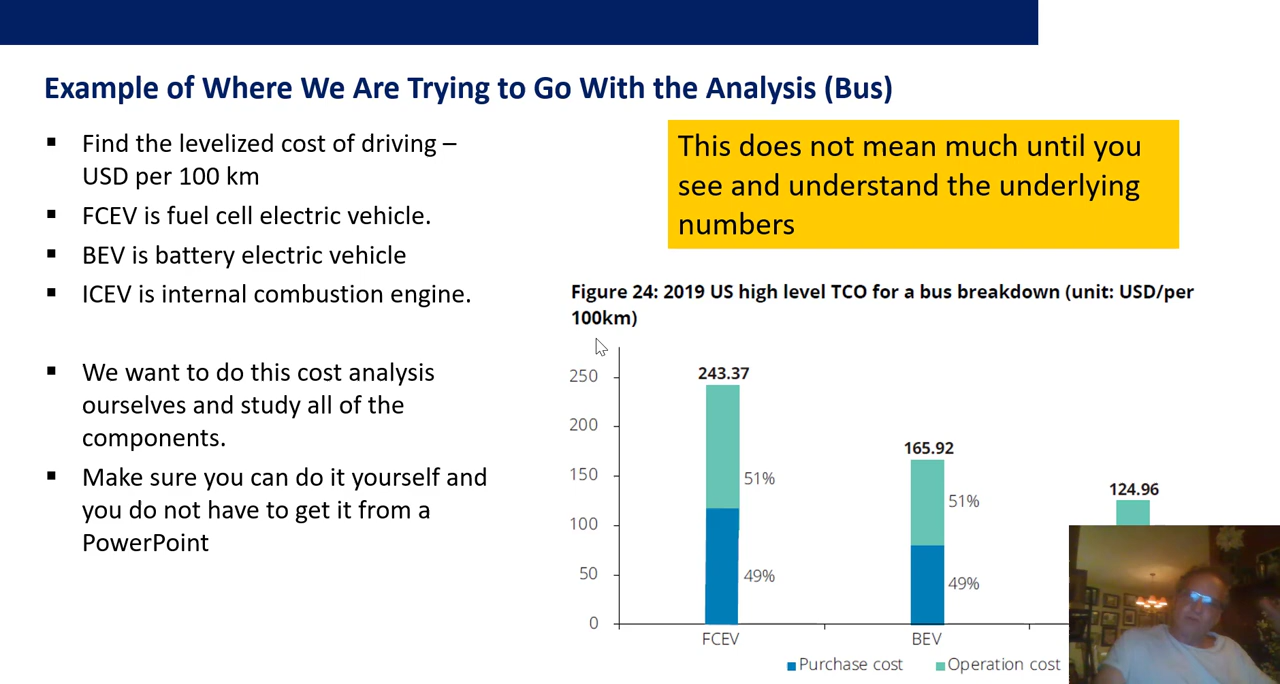 Example of Where We Are Trying to Go With the Analysis (Bus)
▪ Find the levelized cost of driving –
USD per 100 km
▪ FCEV is fuel cell electric vehicle.
▪ BEV is battery electric vehicle
▪ ICEV is internal combustion engine.
▪ We want to do this cost analysis
ourselves and study all of the
components.
▪ Make sure you can do it yourself and
you do not have to get it from a
PowerPoint
This does not mean much until you
see and understand the underlying
numbers
Figure 24: 2019 US high level TCO for a bus breakdown (unit: USD/per
100km)
250
200
150
100
50
0
243.37
51%
49%
165.92
51%
49%
124.96
FCEV
BEV
Purchase cost
Operation cost